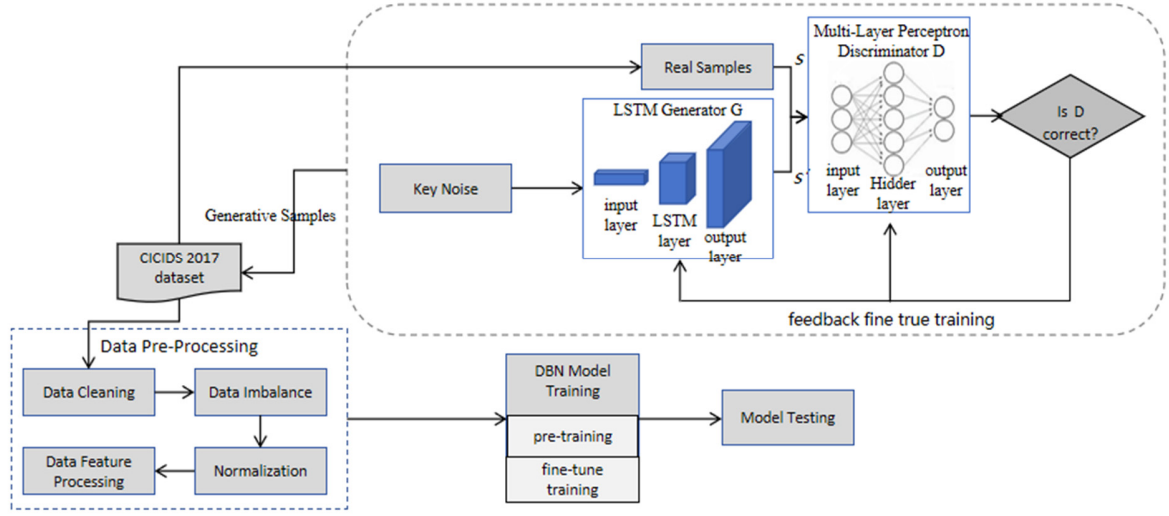 Multi-Layer Perceptron
Discriminator D
Real Samples
s
LSTM Generator G
Is D
correct?
input
layer
Hidder
layer
output
layer
Key Noise
s'
input
layer
LSTM
layer
output
layer
Generative Samples
CICIDS 2017
dataset
feedback fine true training
Data Pre-Processing
Data Cleaning
Data Imbalance
Data Feature
Processing
Normalization
DBN Model
Training
pre-training
fine-tune
training
Model Testing